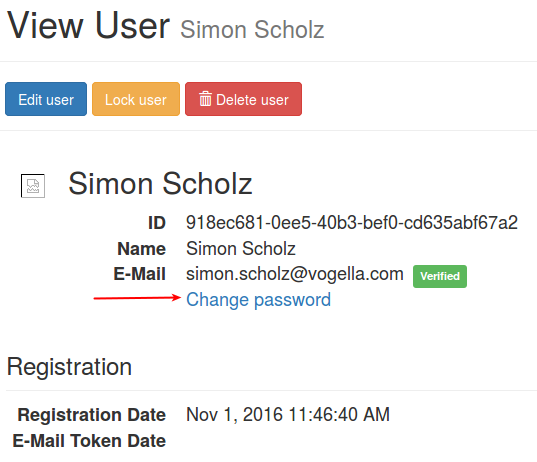 View User Simon Scholz
Edit user Lock user Delete user
Simon Scholz
ID 918ec681-0ee5-40b3-bef0-cd635abf67a2
Name Simon Scholz
E-Mail simon.scholz@vogella.com Verified
Change password
Registration
Registration Date Nov 1, 2016 11:46:40 AM
E-Mail Token Date